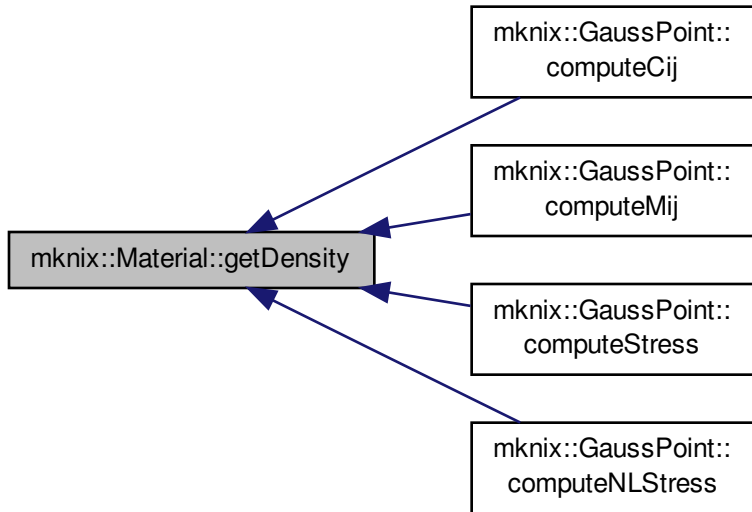 mknix::GaussPoint::
computeCij
mknix::GaussPoint::
computeMij
mknix::Material::getDensity
mknix::GaussPoint::
computeStress
mknix::GaussPoint::
computeNLStress